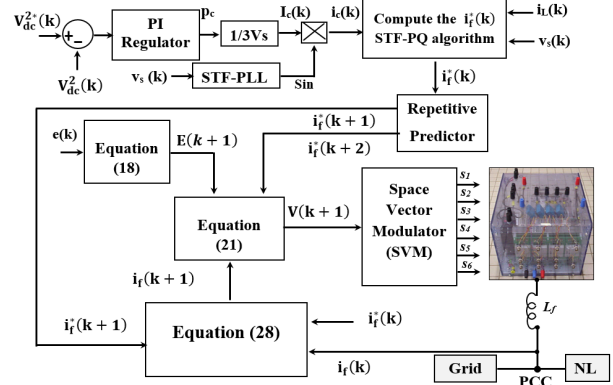 V*dc²(k)
+
−
V²dc(k)
PI
Regulator
pc
1/3Vs
Ic(k)
ic(k)
vs (k)
STF-PLL
Sin
Compute the i*f(k)
STF-PQ algorithm
iL(k)
vs(k)
i*f(k)
Repetitive
Predictor
i*f(k + 1)
i*f(k + 2)
e(k)
Equation
(18)
E(k + 1)
Equation
(21)
V(k + 1)
Space
Vector
Modulator
(SVM)
S1
S2
S3
S4
S5
S6
Lf
if(k + 1)
i*f(k + 1)
Equation (28)
i*f(k)
if(k)
Grid
PCC
NL